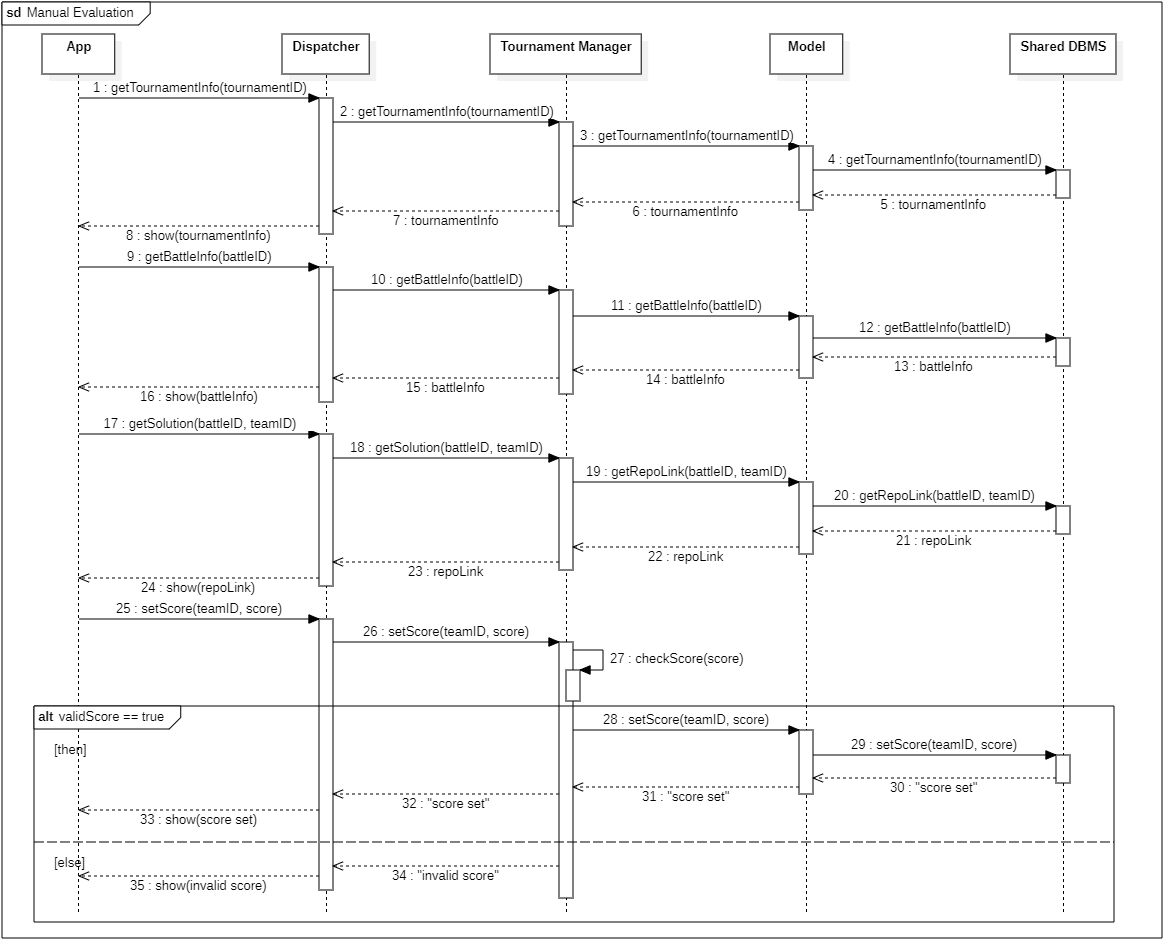 sd Manual Evaluation
App
Dispatcher
Tournament Manager
Model
Shared DBMS
1 : getTournamentInfo(tournamentID)
2 : getTournamentInfo(tournamentID)
3 : getTournamentInfo(tournamentID)
4 : getTournamentInfo(tournamentID)
5 : tournamentInfo
6 : tournamentInfo
7 : tournamentInfo
8 : show(tournamentInfo)
9 : getBattleInfo(battleID)
10 : getBattleInfo(battleID)
11 : getBattleInfo(battleID)
12 : getBattleInfo(battleID)
13 : battleInfo
14 : battleInfo
15 : battleInfo
16 : show(battleInfo)
17 : getSolution(battleID, teamID)
18 : getSolution(battleID, teamID)
19 : getRepoLink(battleID, teamID)
20 : getRepoLink(battleID, teamID)
21 : repoLink
22 : repoLink
23 : repoLink
24 : show(repoLink)
25 : setScore(teamID, score)
26 : setScore(teamID, score)
27 : checkScore(score)
alt validScore == true
[then]
28 : setScore(teamID, score)
29 : setScore(teamID, score)
30 : "score set"
31 : "score set"
32 : "score set"
33 : show(score set)
[else]
34 : "invalid score"
35 : show(invalid score)